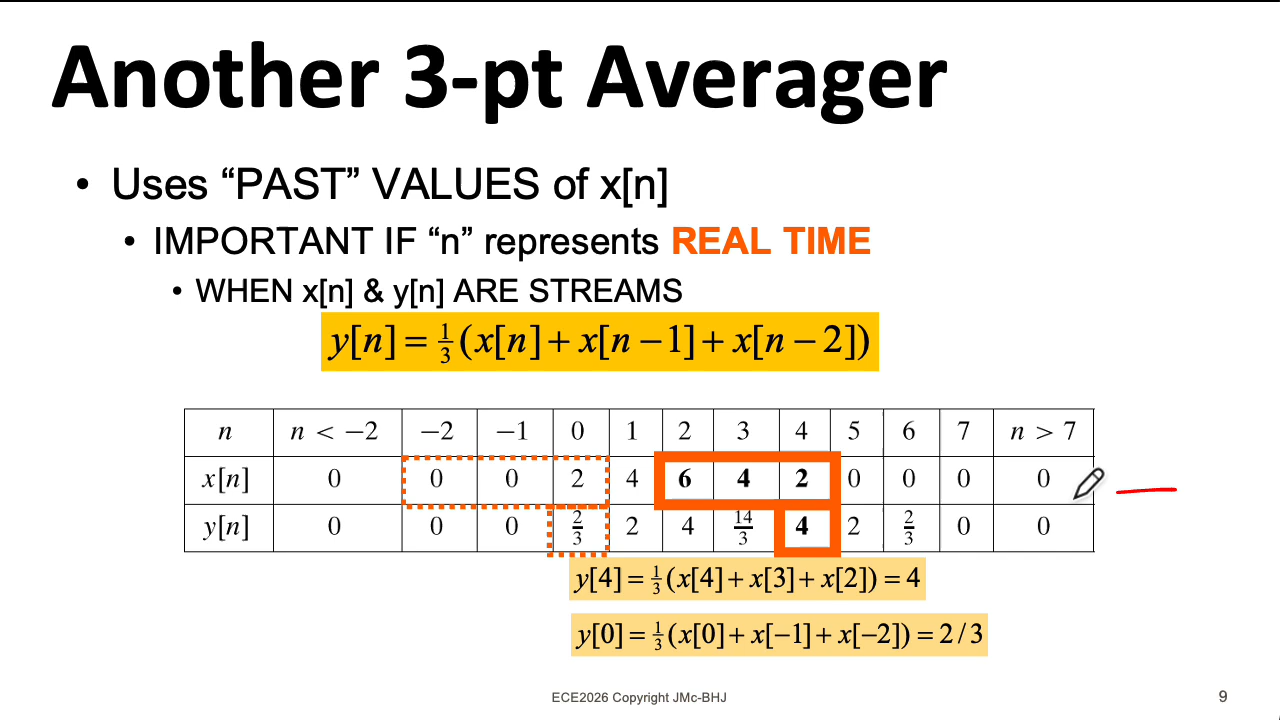 Another 3-pt Averager
• Uses “PAST” VALUES of x[n]
• IMPORTANT IF “n” represents REAL TIME
• WHEN x[n] & y[n] ARE STREAMS
y[n] = 1/3 (x[n] + x[n − 1] + x[n − 2])
n n < −2 −2 −1 0 1 2 3 4 5 6 7 n > 7
x[n] 0 0 0 2 4 6 4 2 0 0 0 0
y[n] 0 0 0 2/3 2 4 14/3 4 2 2/3 0 0
y[4] = 1/3 (x[4] + x[3] + x[2]) = 4
y[0] = 1/3 (x[0] + x[−1] + x[−2]) = 2 / 3
ECE2026 Copyright JMc-BHJ
9